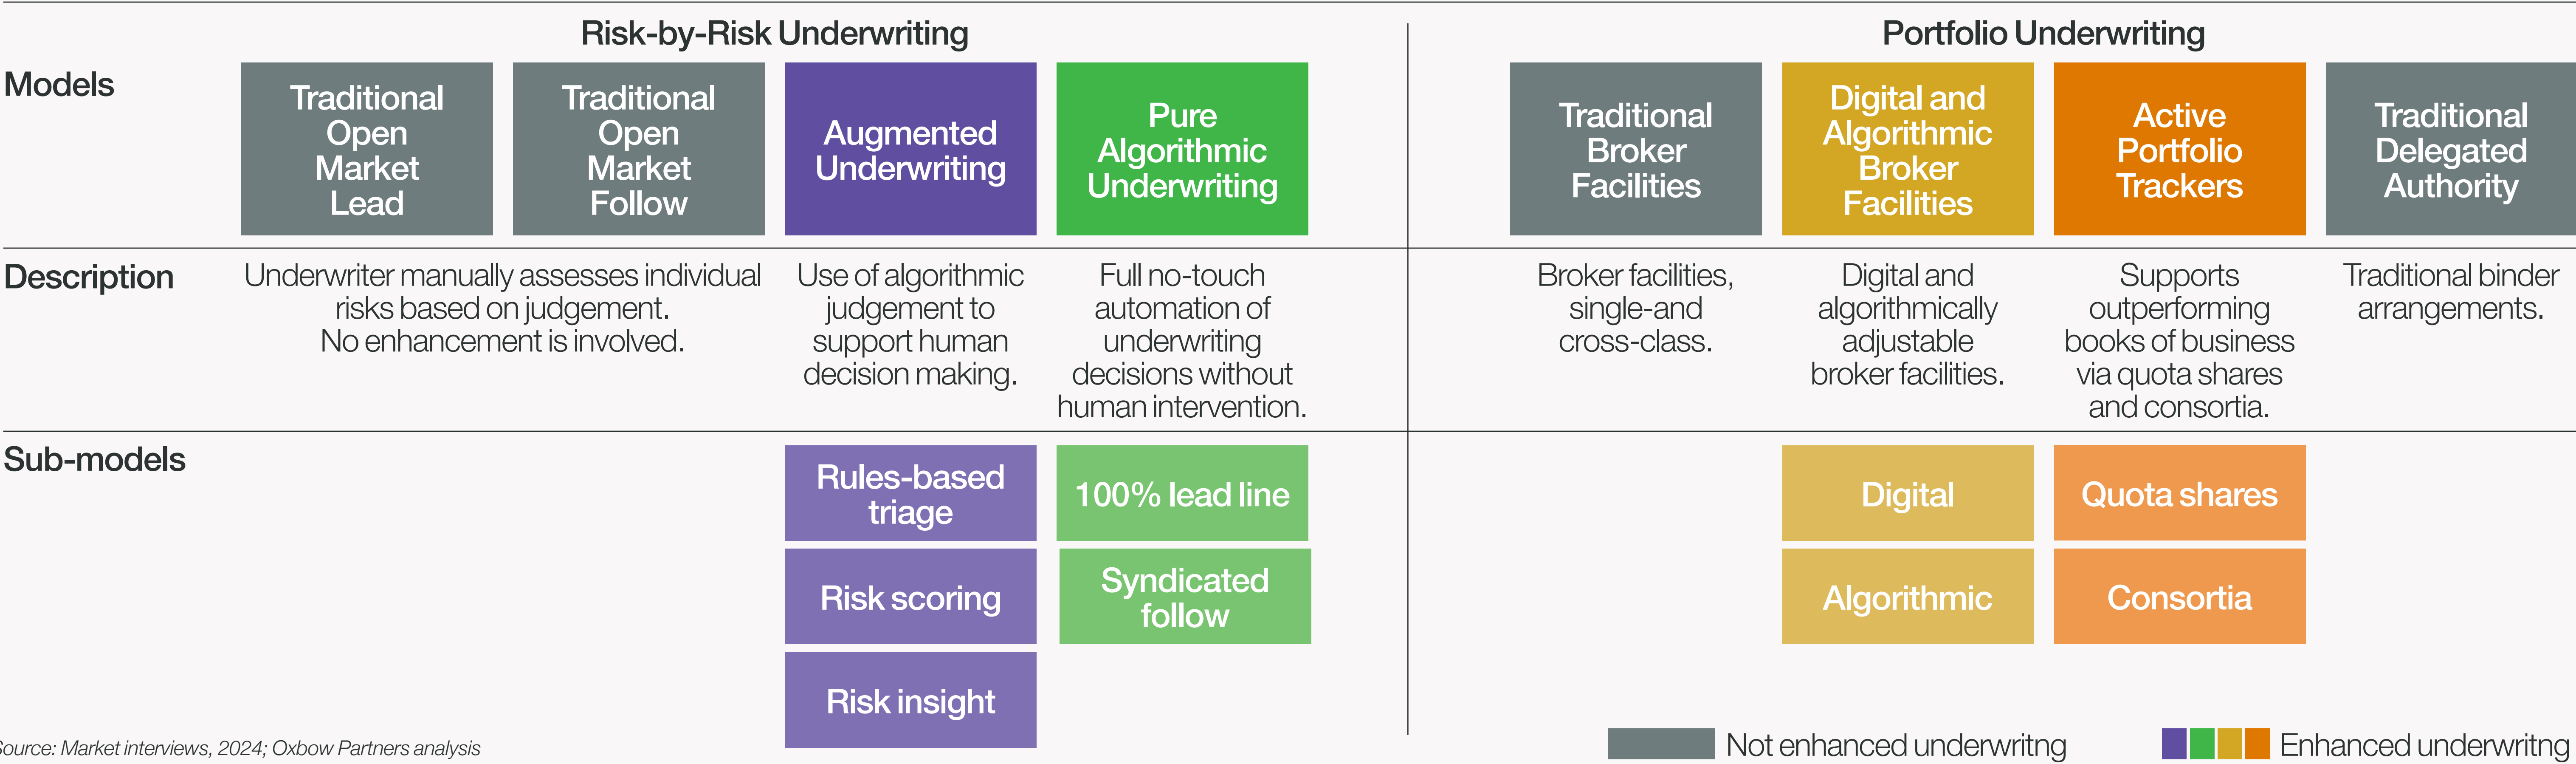 Risk-by-Risk Underwriting
Portfolio Underwriting
Models
Traditional
Open
Market
Lead
Traditional
Open
Market
Follow
Augmented
Underwriting
Pure
Algorithmic
Underwriting
Traditional
Broker
Facilities
Digital and
Algorithmic
Broker
Facilities
Active
Portfolio
Trackers
Traditional
Delegated
Authority
Description
Underwriter manually assesses individual
risks based on judgement.
No enhancement is involved.
Use of algorithmic
judgement to
support human
decision making.
Full no-touch
automation of
underwriting
decisions without
human intervention.
Broker facilities,
single-and
cross-class.
Digital and
algorithmically
adjustable
broker facilities.
Supports
outperforming
books of business
via quota shares
and consortia.
Traditional binder
arrangements.
Sub-models
Rules-based
triage
Risk scoring
Risk insight
100% lead line
Syndicated
follow
Digital
Algorithmic
Quota shares
Consortia
Source: Market interviews, 2024; Oxbow Partners analysis
Not enhanced underwritng
Enhanced underwritng